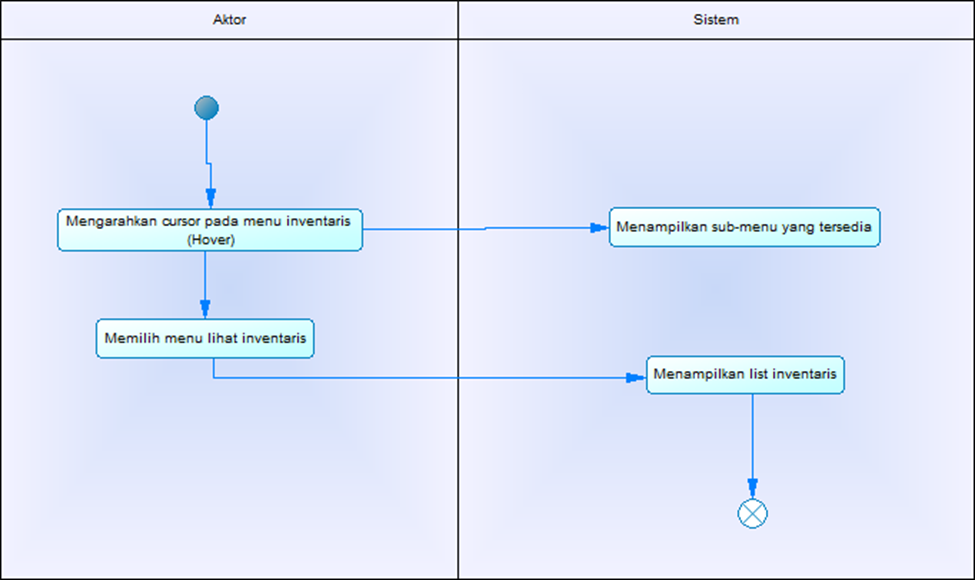 Aktor
Sistem
Mengarahkan cursor pada menu inventaris
(Hover)
Menampilkan sub-menu yang tersedia
Memilih menu lihat inventaris
Menampilkan list inventaris